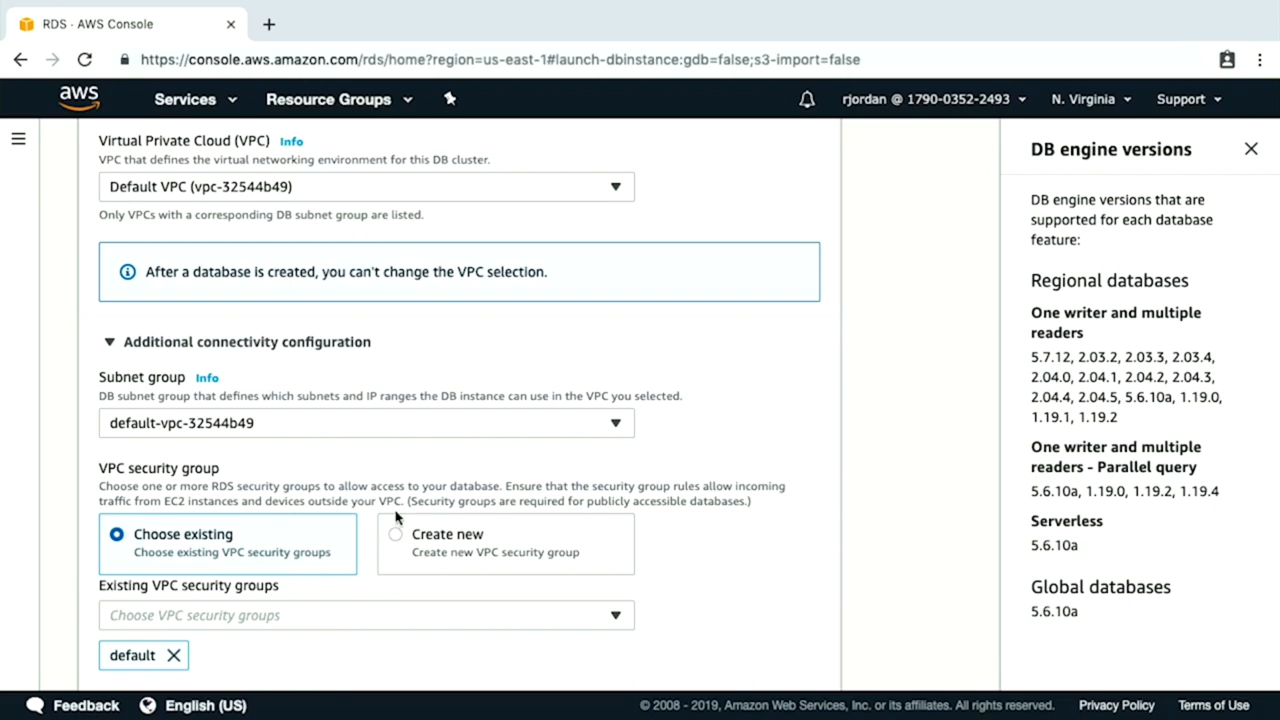 RDS · AWS Console
https://console.aws.amazon.com/rds/home?region=us-east-1#launch-dbinstance:gdb=false;s3-import=false
aws
Services
Resource Groups
rjordan @ 1790-0352-2493
N. Virginia
Support
Virtual Private Cloud (VPC) Info
VPC that defines the virtual networking environment for this DB cluster.
Default VPC (vpc-32544b49)
Only VPCs with a corresponding DB subnet group are listed.
After a database is created, you can't change the VPC selection.
Additional connectivity configuration
Subnet group Info
DB subnet group that defines which subnets and IP ranges the DB instance can use in the VPC you selected.
default-vpc-32544b49
VPC security group
Choose one or more RDS security groups to allow access to your database. Ensure that the security group rules allow incoming
traffic from EC2 instances and devices outside your VPC. (Security groups are required for publicly accessible databases.)
Choose existing
Choose existing VPC security groups
Create new
Create new VPC security group
Existing VPC security groups
Choose VPC security groups
default
DB engine versions
DB engine versions that are
supported for each database
feature:
Regional databases
One writer and multiple
readers
5.7.12, 2.03.2, 2.03.3, 2.03.4,
2.04.0, 2.04.1, 2.04.2, 2.04.3,
2.04.4, 2.04.5, 5.6.10a, 1.19.0,
1.19.1, 1.19.2
One writer and multiple
readers - Parallel query
5.6.10a, 1.19.0, 1.19.2, 1.19.4
Serverless
5.6.10a
Global databases
5.6.10a
Feedback
English (US)
© 2008 - 2019, Amazon Web Services, Inc. or its affiliates. All rights reserved.
Privacy Policy
Terms of Use